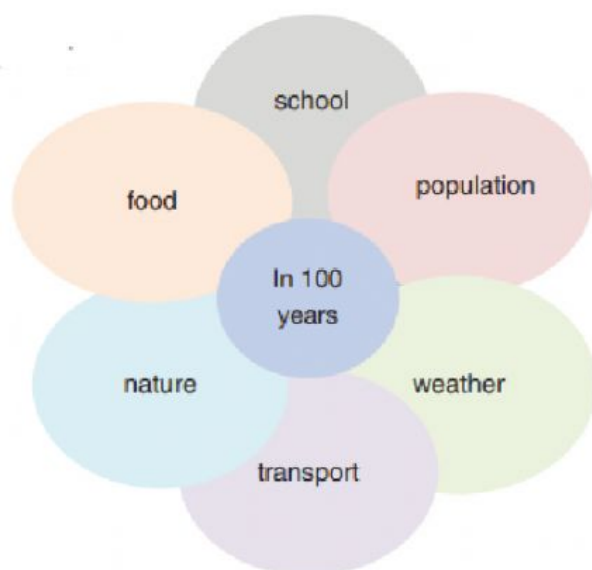 school
food
population
In 100
years
nature
weather
transport